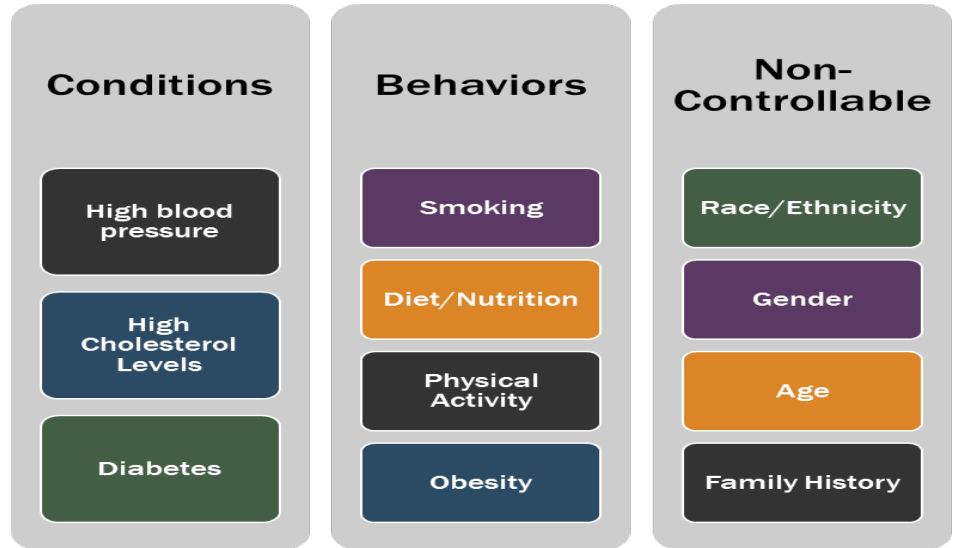 Conditions
High blood
pressure
High
Cholesterol
Levels
Diabetes
Behaviors
Smoking
Diet/Nutrition
Physical
Activity
Obesity
Non-
Controllable
Race/Ethnicity
Gender
Age
Family History